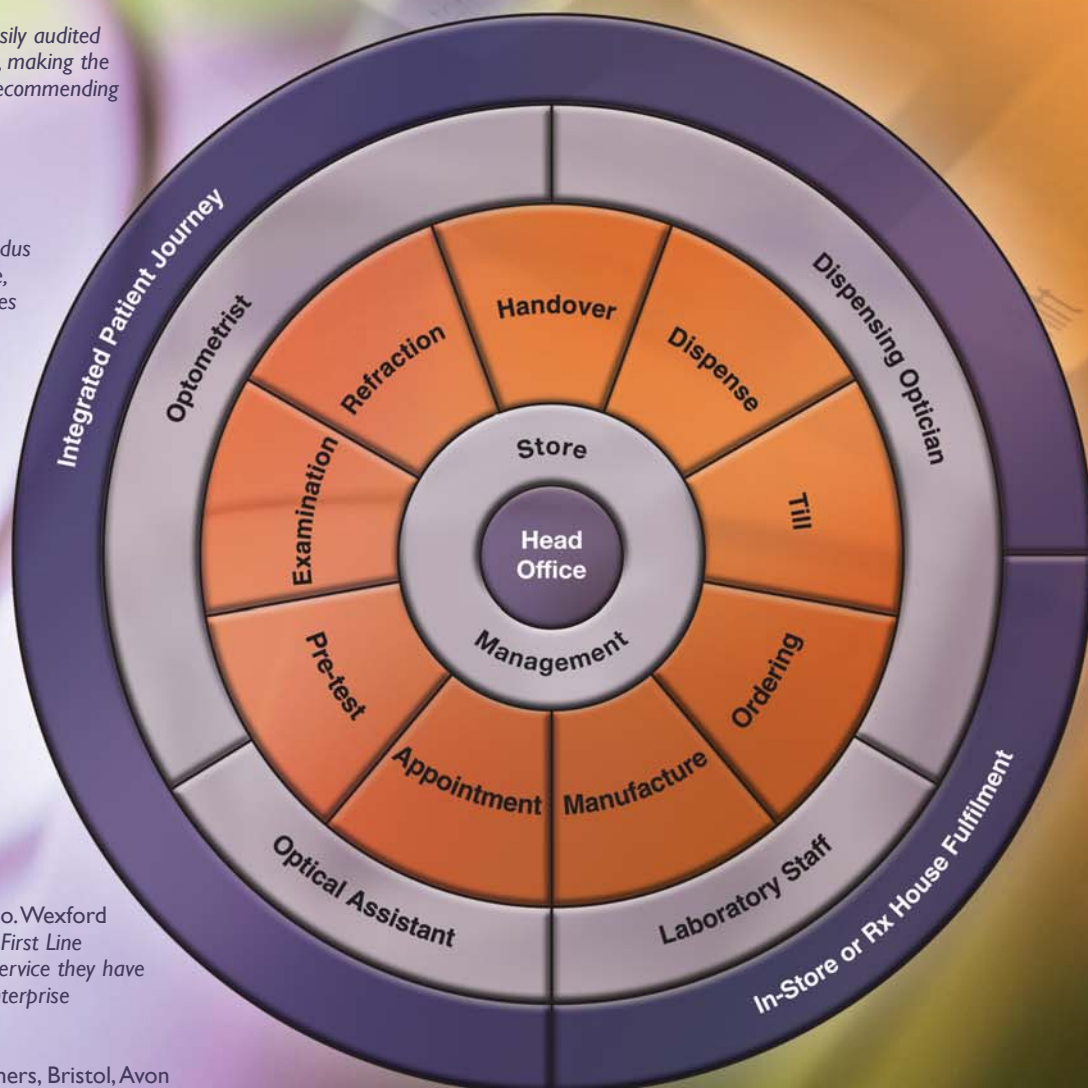 sily audited
, making the
ecommending
dus
e,
es
o. Wexford
First Line
ervice they have
nterprise
ners, Bristol, Avon
Integrated Patient Journey
In-Store or Rx House Fulfilment
Optometrist
Dispensing Optician
Laboratory Staff
Optical Assistant
Handover
Dispense
Till
Ordering
Manufacture
Appointment
Pre-test
Examination
Refraction
Store
Management
Head
Office